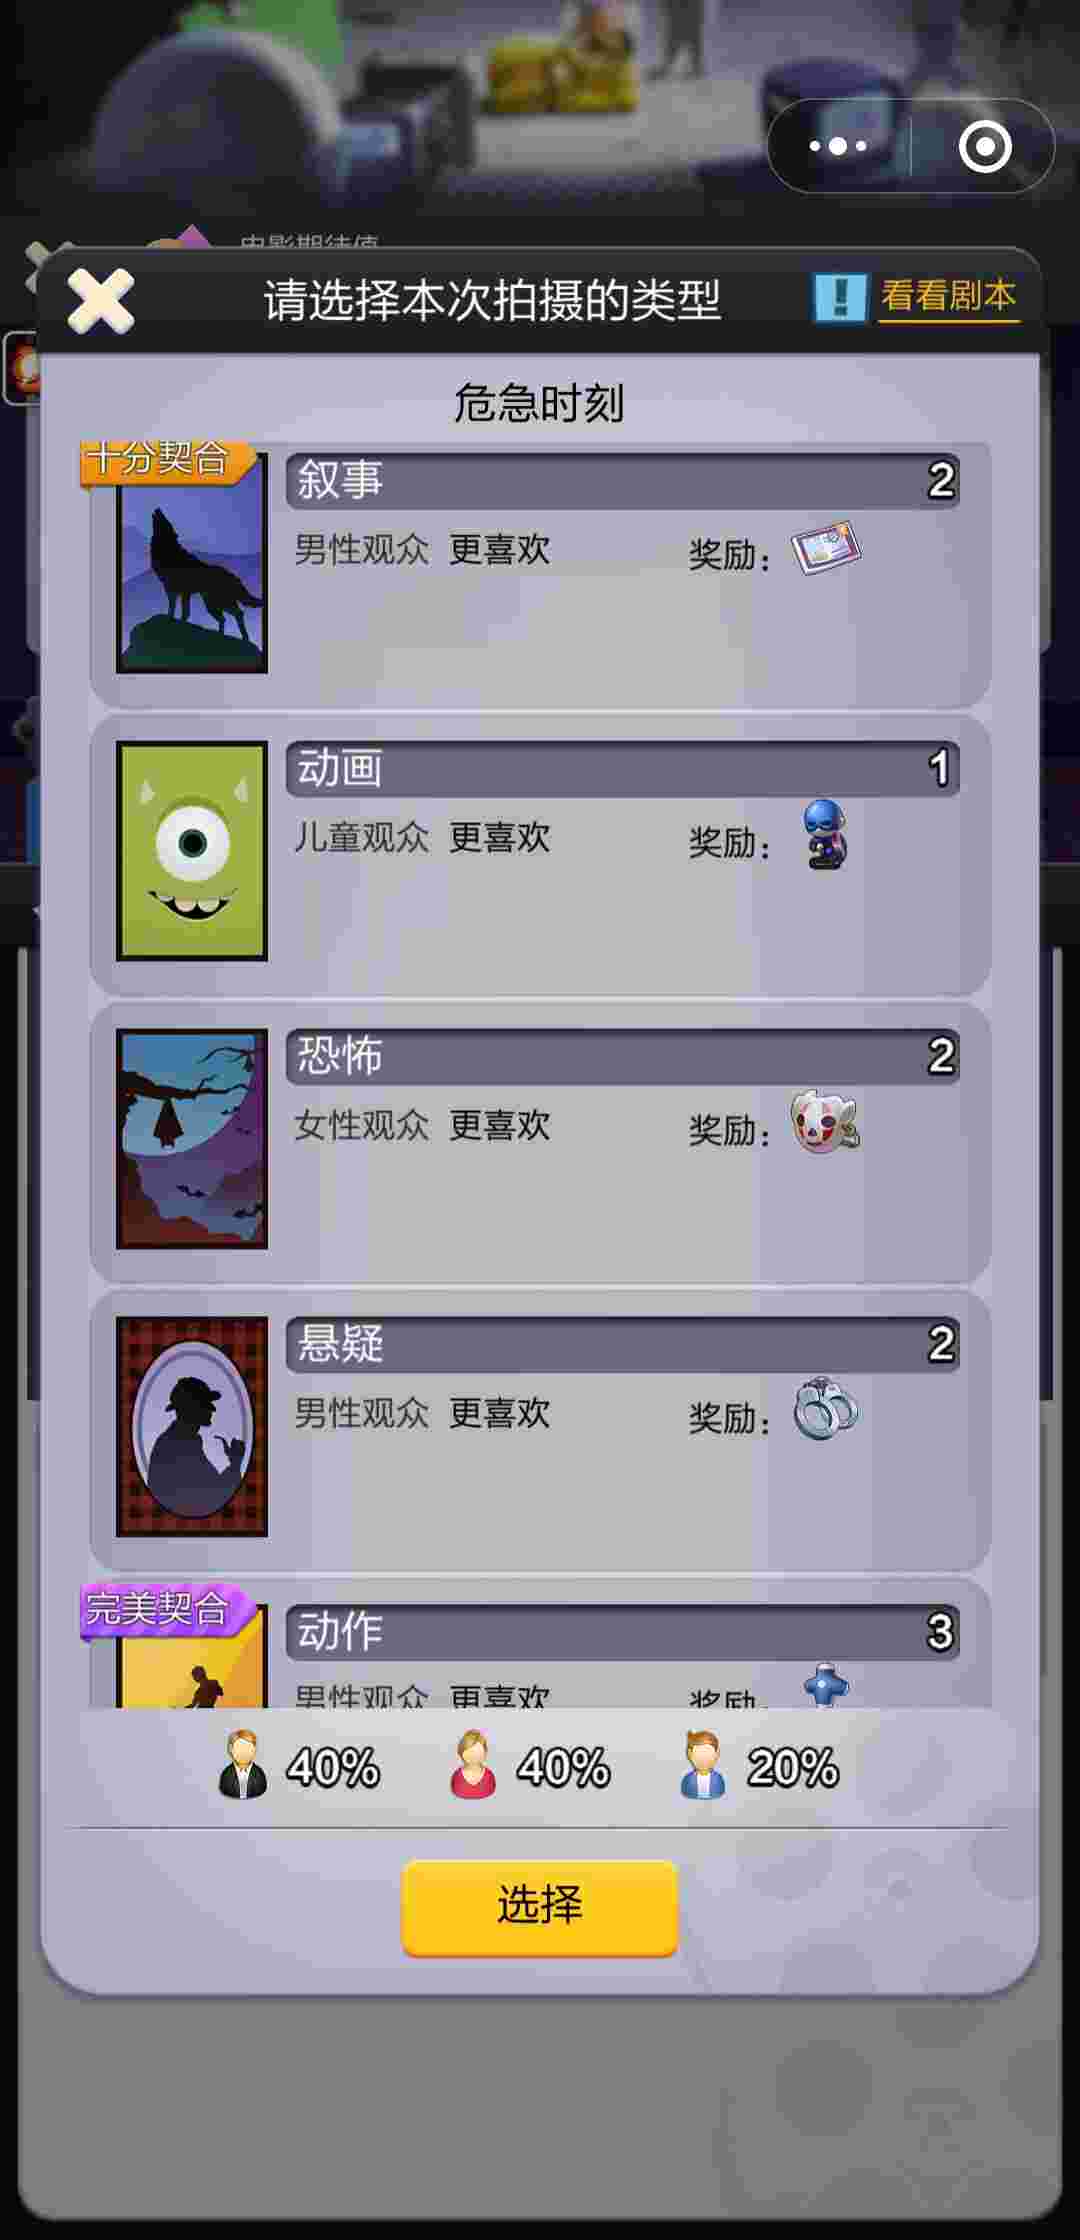 电影期待值
请选择本次拍摄的类型
看看剧本
危急时刻
十分契合
叙事
2
男性观众 更喜欢
奖励：
动画
1
儿童观众 更喜欢
奖励：
恐怖
2
女性观众 更喜欢
奖励：
悬疑
2
男性观众 更喜欢
奖励：
完美契合
动作
3
男性观众 更喜欢
奖励：
40% 40% 20%
选择